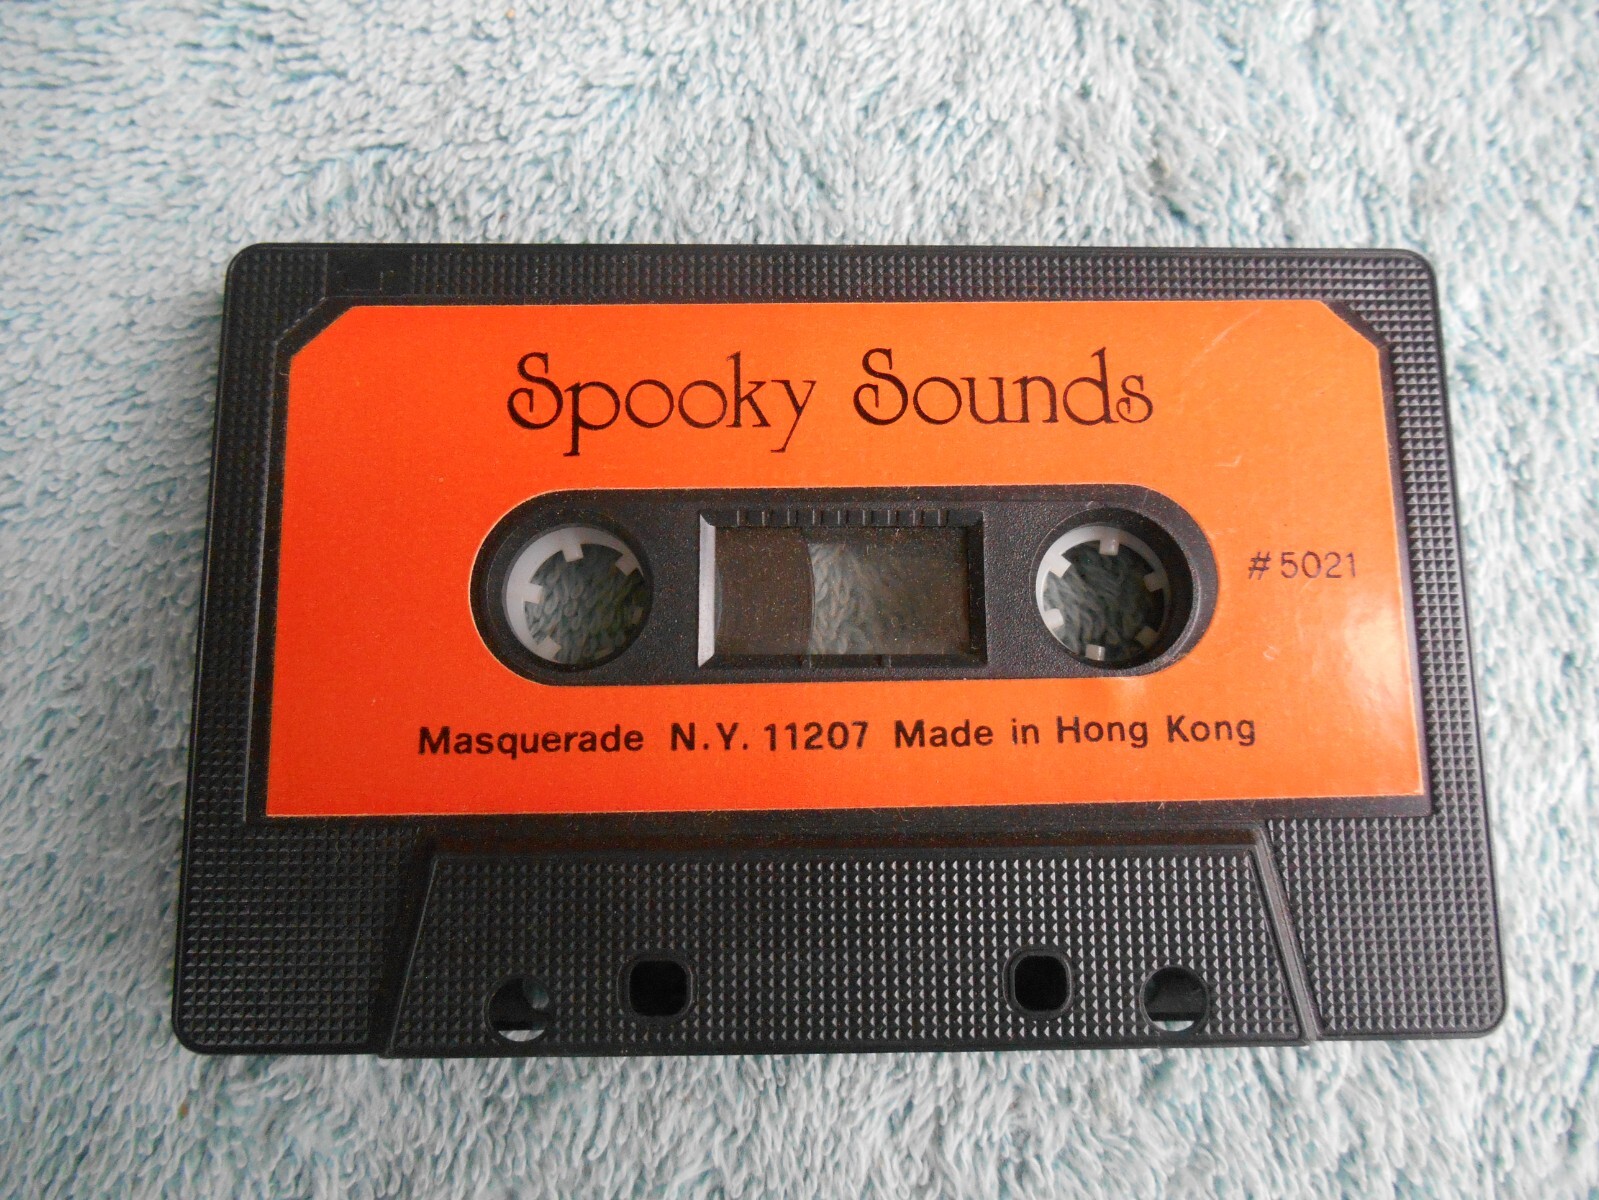 Spooky Sounds
#5021
Masquerade N.Y. 11207 Made in Hong Kong